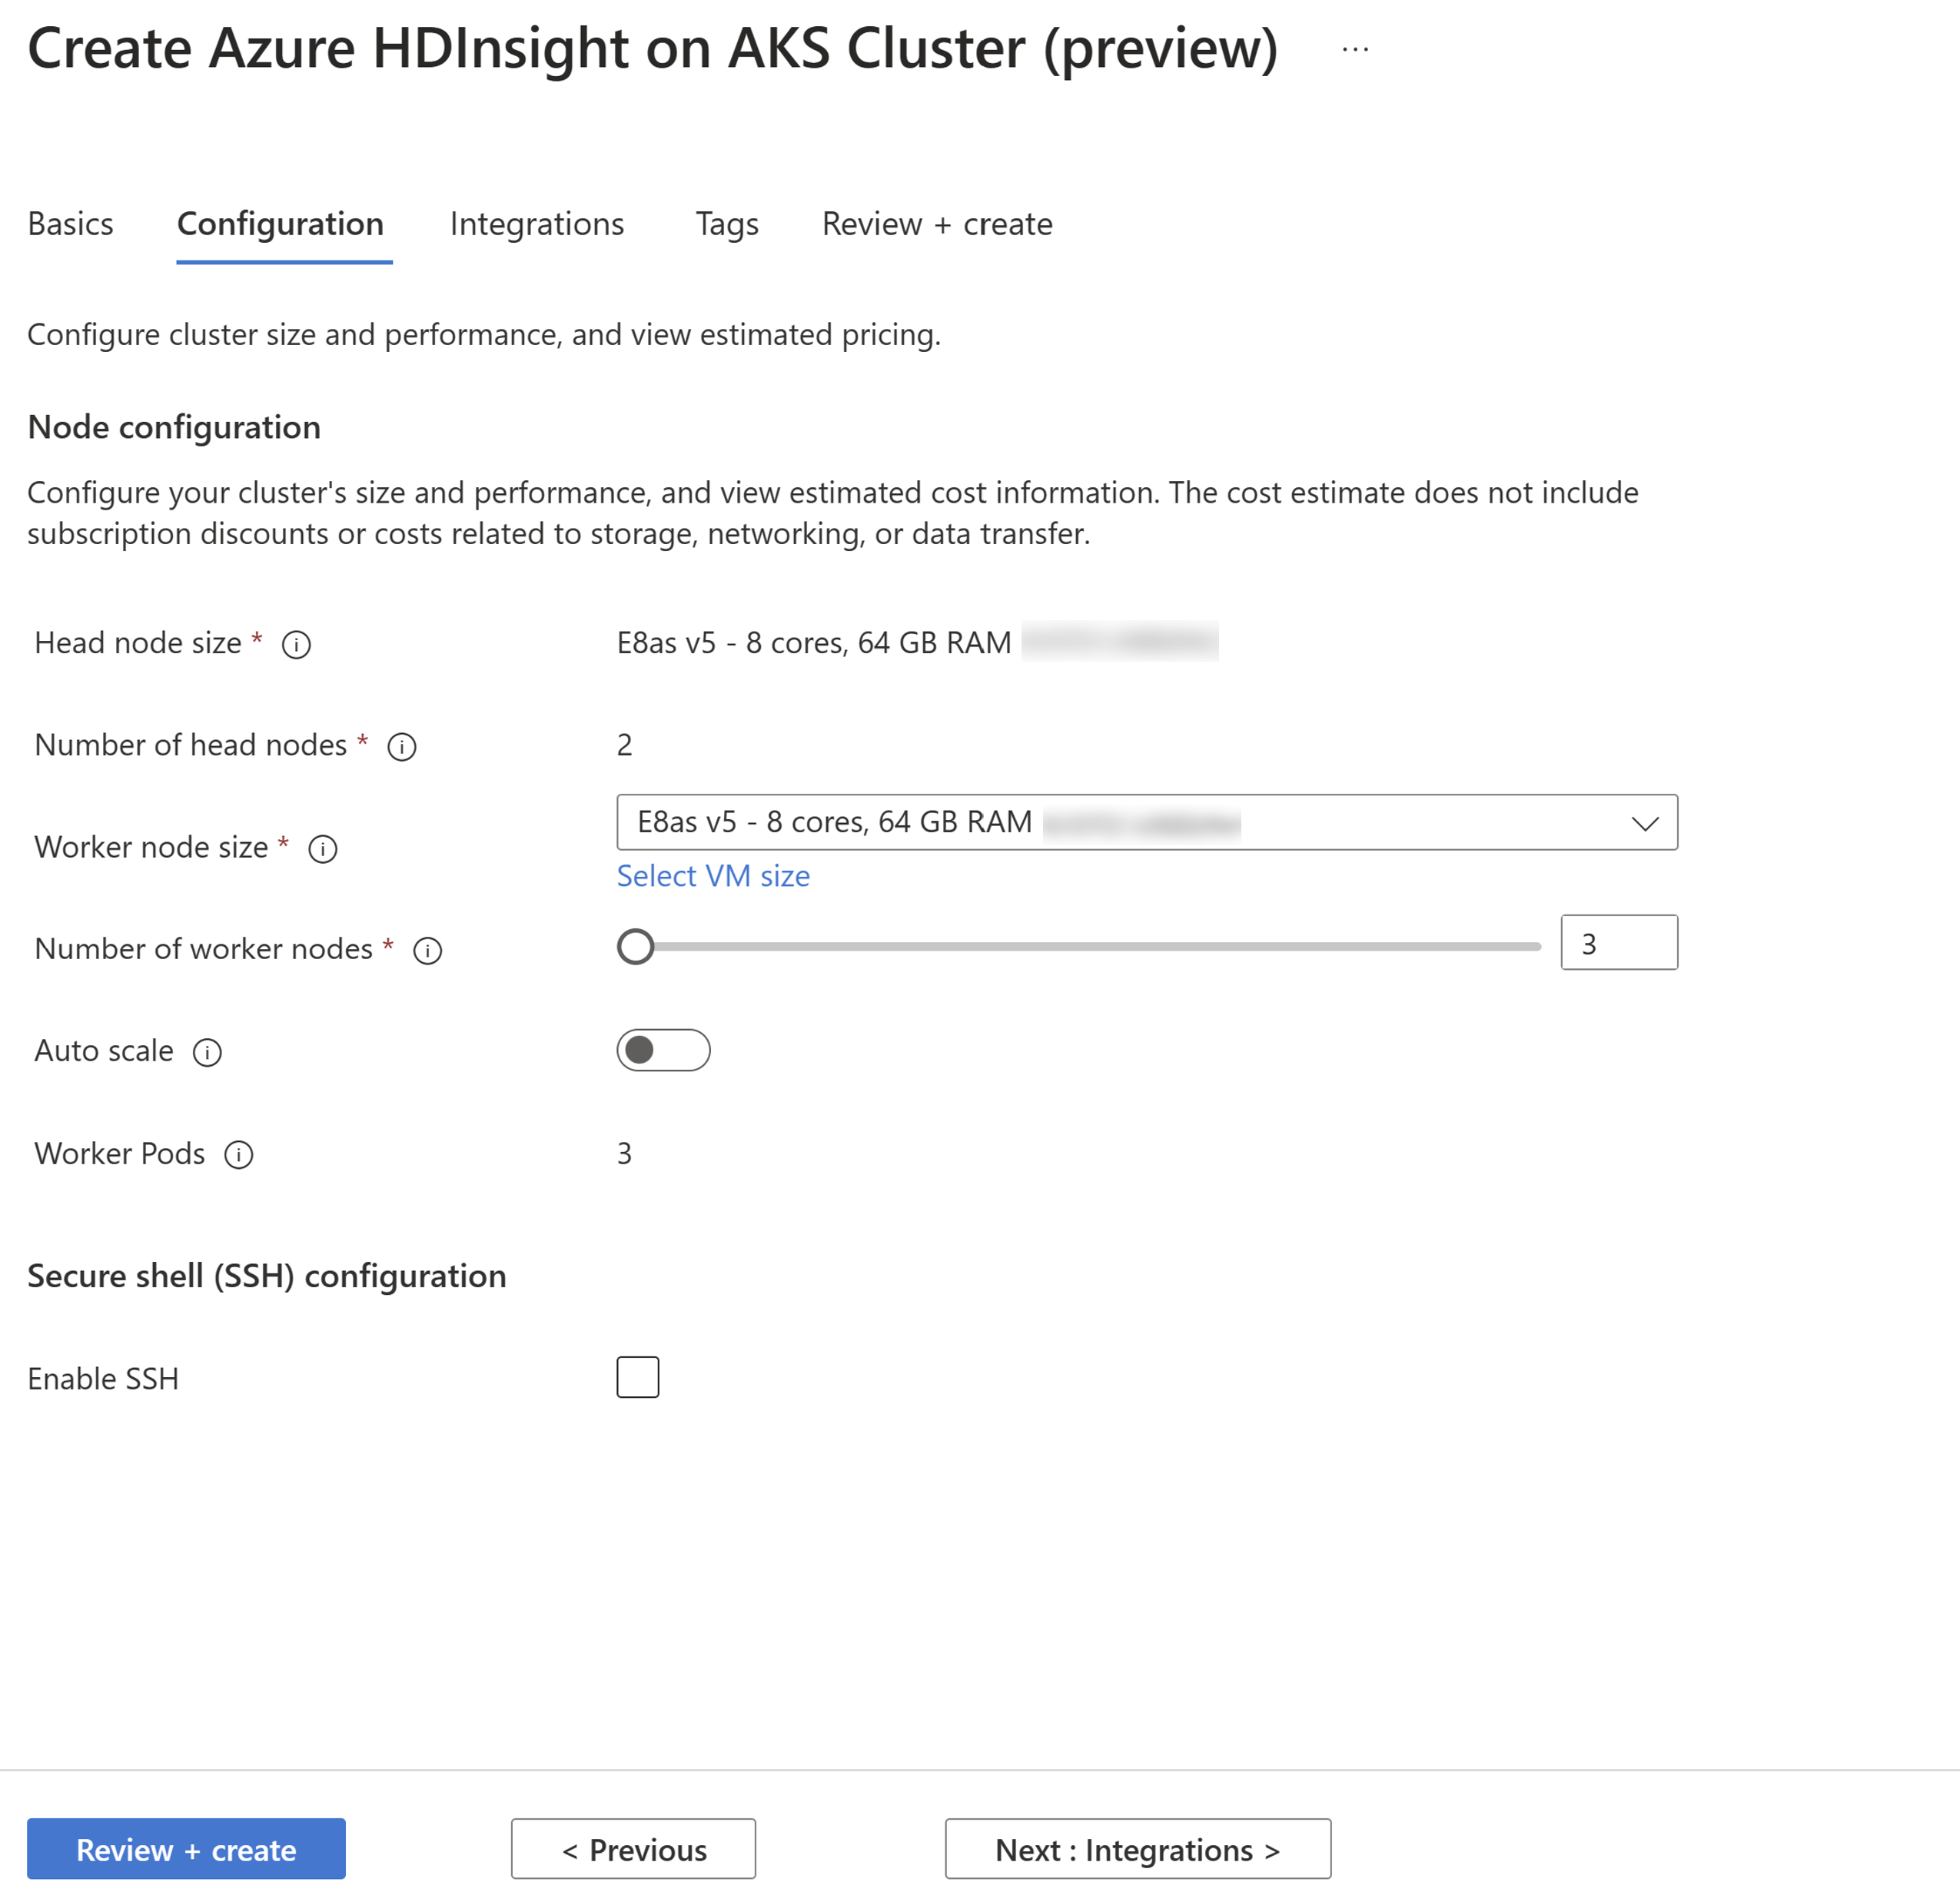 Create Azure HDInsight on AKS Cluster (preview) ...
Basics Configuration Integrations Tags Review + create
Configure cluster size and performance, and view estimated pricing.
Node configuration
Configure your cluster's size and performance, and view estimated cost information. The cost estimate does not include
subscription discounts or costs related to storage, networking, or data transfer.
Head node size * E8as v5 - 8 cores, 64 GB RAM
Number of head nodes * 2
Worker node size * E8as v5 - 8 cores, 64 GB RAM
Select VM size
Number of worker nodes * 3
Auto scale
Worker Pods 3
Secure shell (SSH) configuration
Enable SSH
Review + create < Previous Next : Integrations >